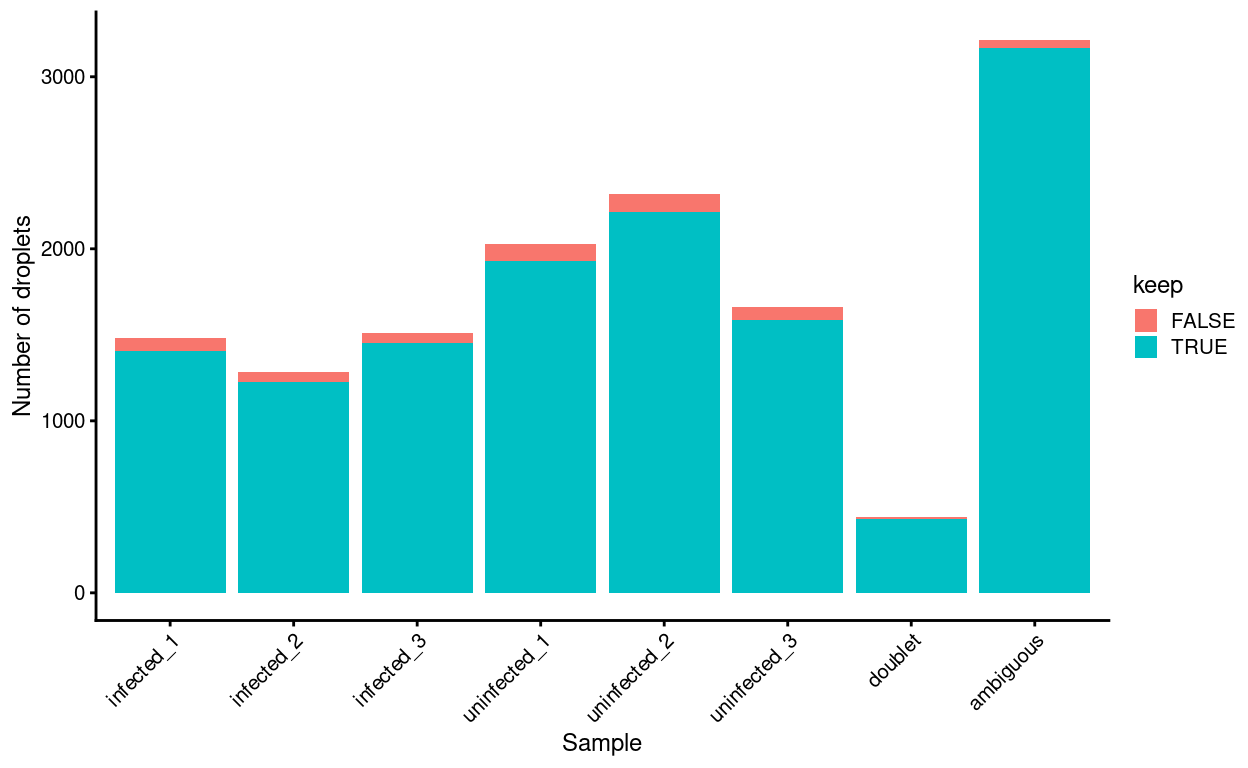 Number of droplets
3000
2000
1000
0
infected_1
infected_2
infected_3
uninfected_1
uninfected_2
uninfected_3
doublet
ambiguous
Sample
keep
FALSE
TRUE